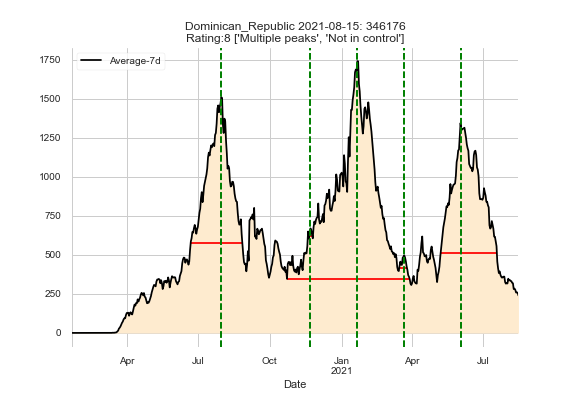 Dominican_Republic 2021-08-15: 346176
Rating:8 ['Multiple peaks', 'Not in control']
Average-7d
1750
1500
1250
1000
750
500
250
0
Apr Jul Oct Jan Apr Jul
2021
Date